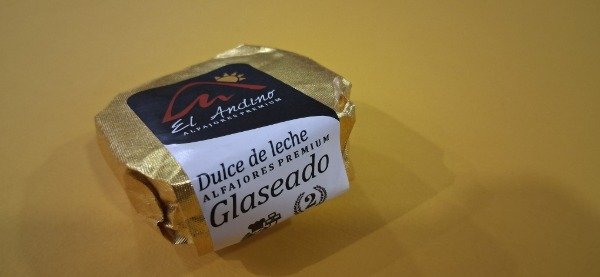 El Andino
ALFAJORES PREMIUM
Dulce de leche
ALFAJORES PREMIUM
Glaseado
2